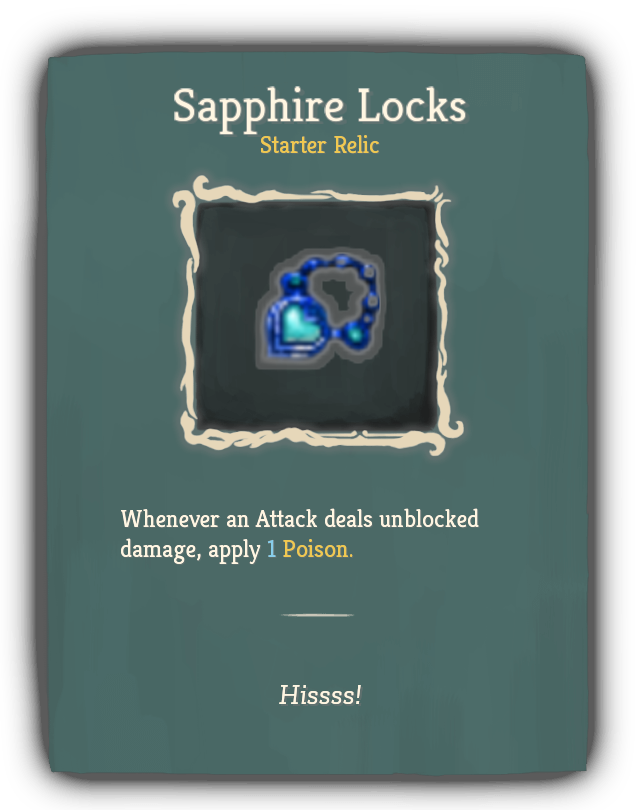 Sapphire Locks
Starter Relic
Whenever an Attack deals unblocked
damage, apply 1 Poison.
Hissss!